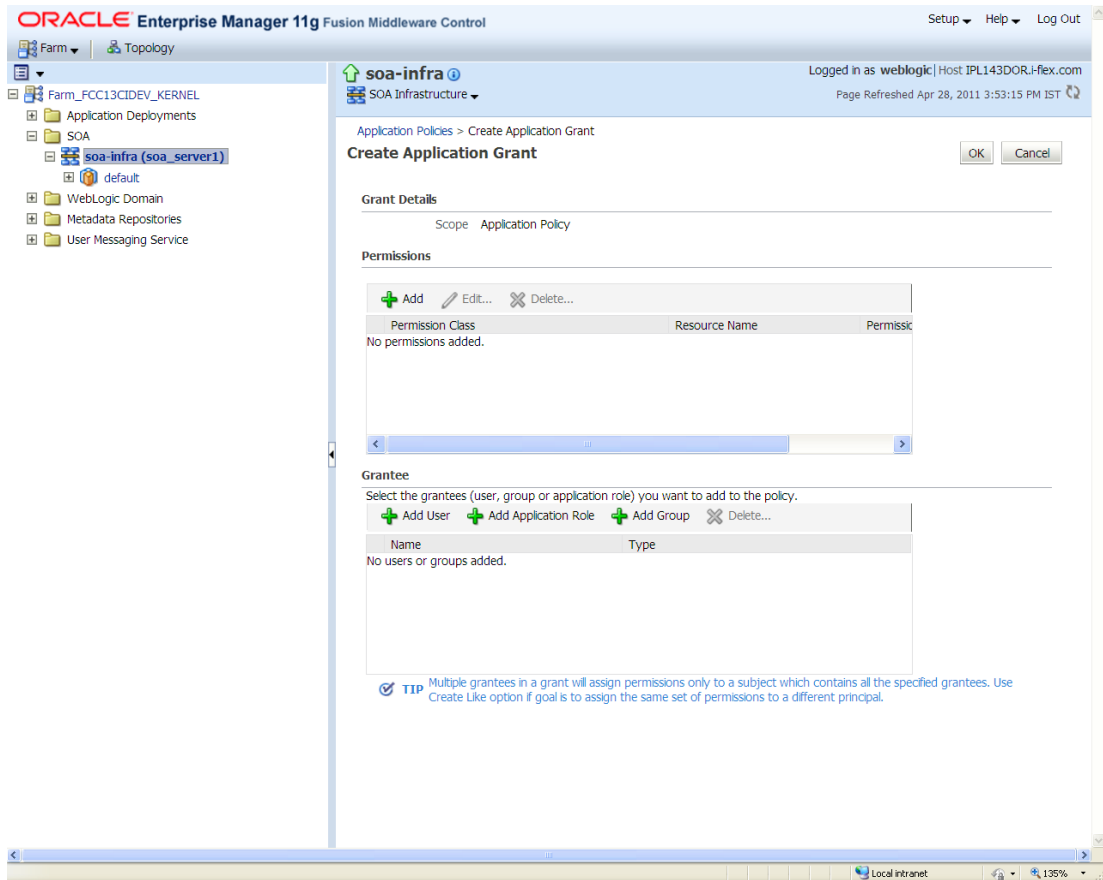 ORACLE Enterprise Manager 11g Fusion Middleware Control
Setup Help Log Out
Farm Topology
Farm_FCC13CIDEV_KERNEL
Application Deployments
SOA
soa-infra (soa_server1)
default
WebLogic Domain
Metadata Repositories
User Messaging Service
soa-infra
Logged in as weblogic| Host IPL143DOR.i-flex.com
SOA Infrastructure
Page Refreshed Apr 28, 2011 3:53:15 PM IST
Application Policies > Create Application Grant
Create Application Grant
OK Cancel
Grant Details
Scope Application Policy
Permissions
Add Edit... Delete...
Permission Class Resource Name Permissic
No permissions added.
Grantee
Select the grantees (user, group or application role) you want to add to the policy.
Add User Add Application Role Add Group Delete...
Name Type
No users or groups added.
TIP Multiple grantees in a grant will assign permissions only to a subject which contains all the specified grantees. Use
Create Like option if goal is to assign the same set of permissions to a different principal.
Local intranet 135%